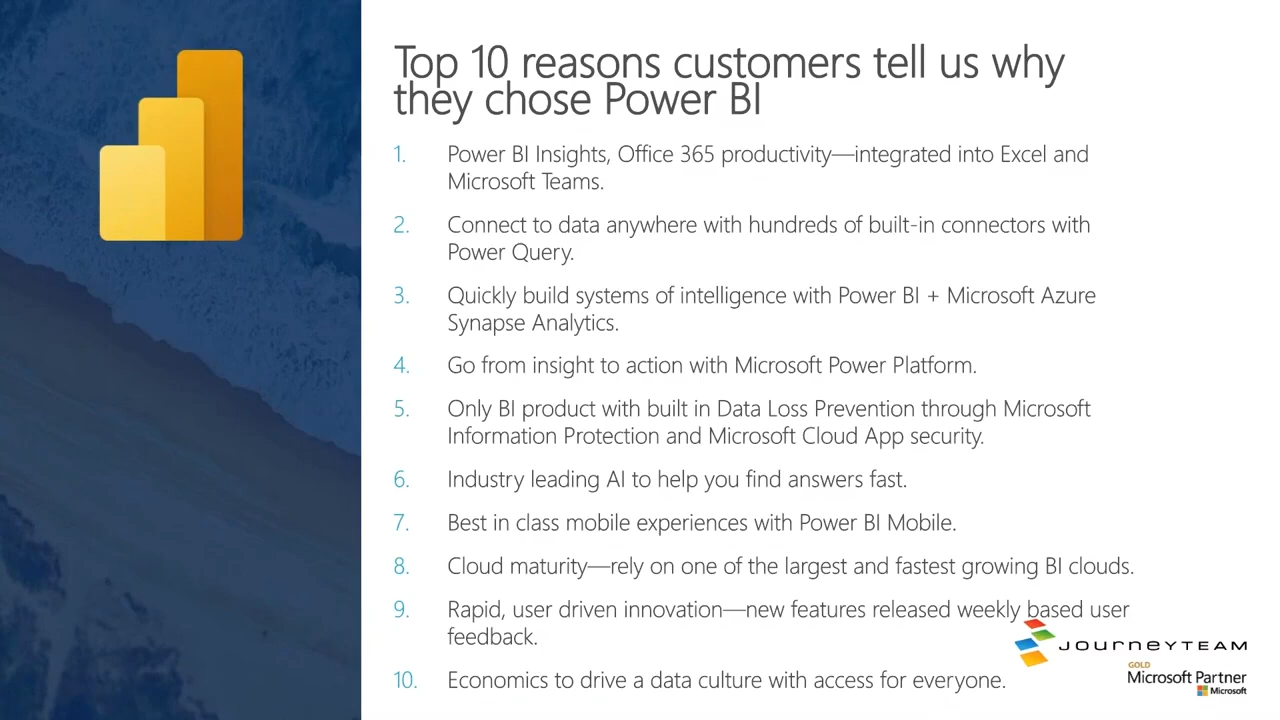 Top 10 reasons customers tell us why
they chose Power BI
1. Power BI Insights, Office 365 productivity—integrated into Excel and
Microsoft Teams.
2. Connect to data anywhere with hundreds of built-in connectors with
Power Query.
3. Quickly build systems of intelligence with Power BI + Microsoft Azure
Synapse Analytics.
4. Go from insight to action with Microsoft Power Platform.
5. Only BI product with built in Data Loss Prevention through Microsoft
Information Protection and Microsoft Cloud App security.
6. Industry leading AI to help you find answers fast.
7. Best in class mobile experiences with Power BI Mobile.
8. Cloud maturity—rely on one of the largest and fastest growing BI clouds.
9. Rapid, user driven innovation—new features released weekly based user
feedback.
10. Economics to drive a data culture with access for everyone.
JOURNEYTEAM
GOLD
Microsoft Partner
Microsoft